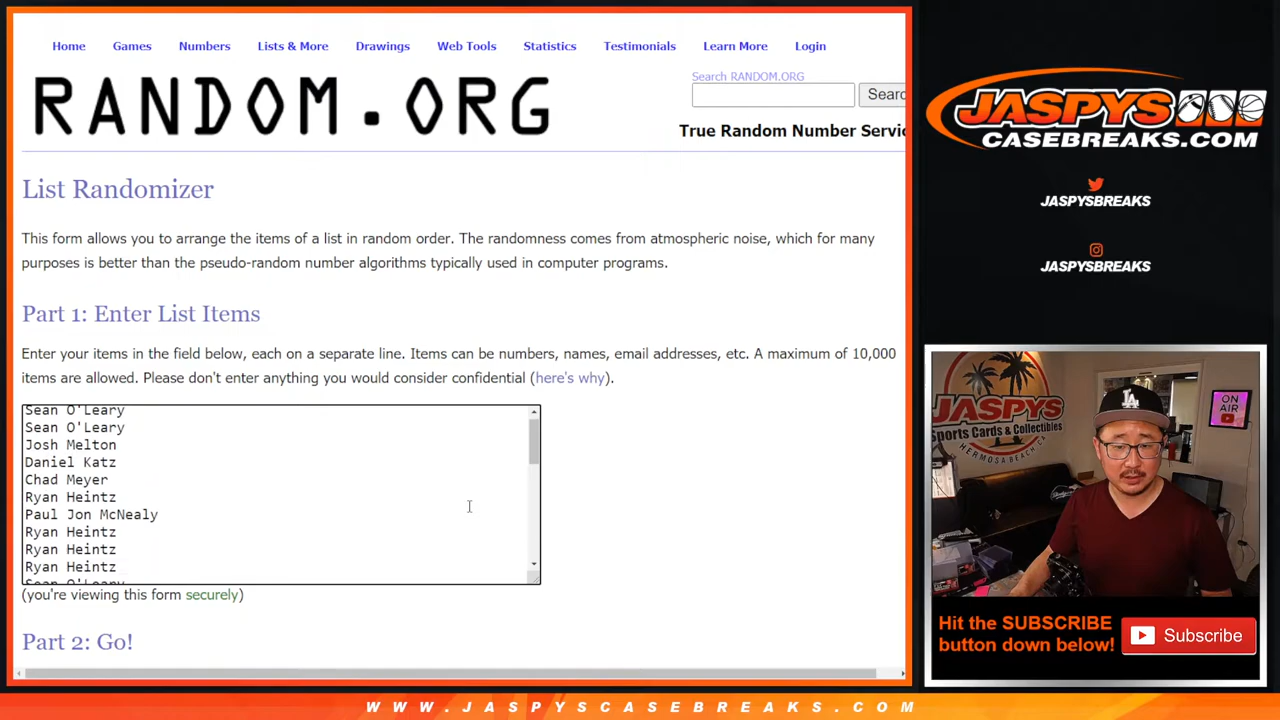 Home Games Numbers Lists & More Drawings Web Tools Statistics Testimonials Learn More Login
RANDOM.ORG
Search RANDOM.ORG
True Random Number
List Randomizer
This form allows you to arrange the items of a list in random order. The randomness comes from atmospheric noise, which for many
purposes is better than the pseudo-random number algorithms typically used in computer programs.
Part 1: Enter List Items
Enter your items in the field below, each on a separate line. Items can be numbers, names, email addresses, etc. A maximum of 10,000
items are allowed. Please don't enter anything you would consider confidential (here's why).
Sean O'Leary
Sean O'Leary
Josh Melton
Daniel Katz
Chad Meyer
Ryan Heintz
Paul Jon McNealy
Ryan Heintz
Ryan Heintz
Ryan Heintz
Sean O'Leary
(you're viewing this form securely)
Part 2: Go!
JASPYS
CASEBREAKS.COM
JASPYSBREAKS
JASPYSBREAKS
JASPYS
Sports Cards & Collectibles
HERMOSA BEACH, CA
LA
ON AIR
Hit the SUBSCRIBE
button down below!
Subscribe
WWW.JASPYSCASEBREAKS.COM